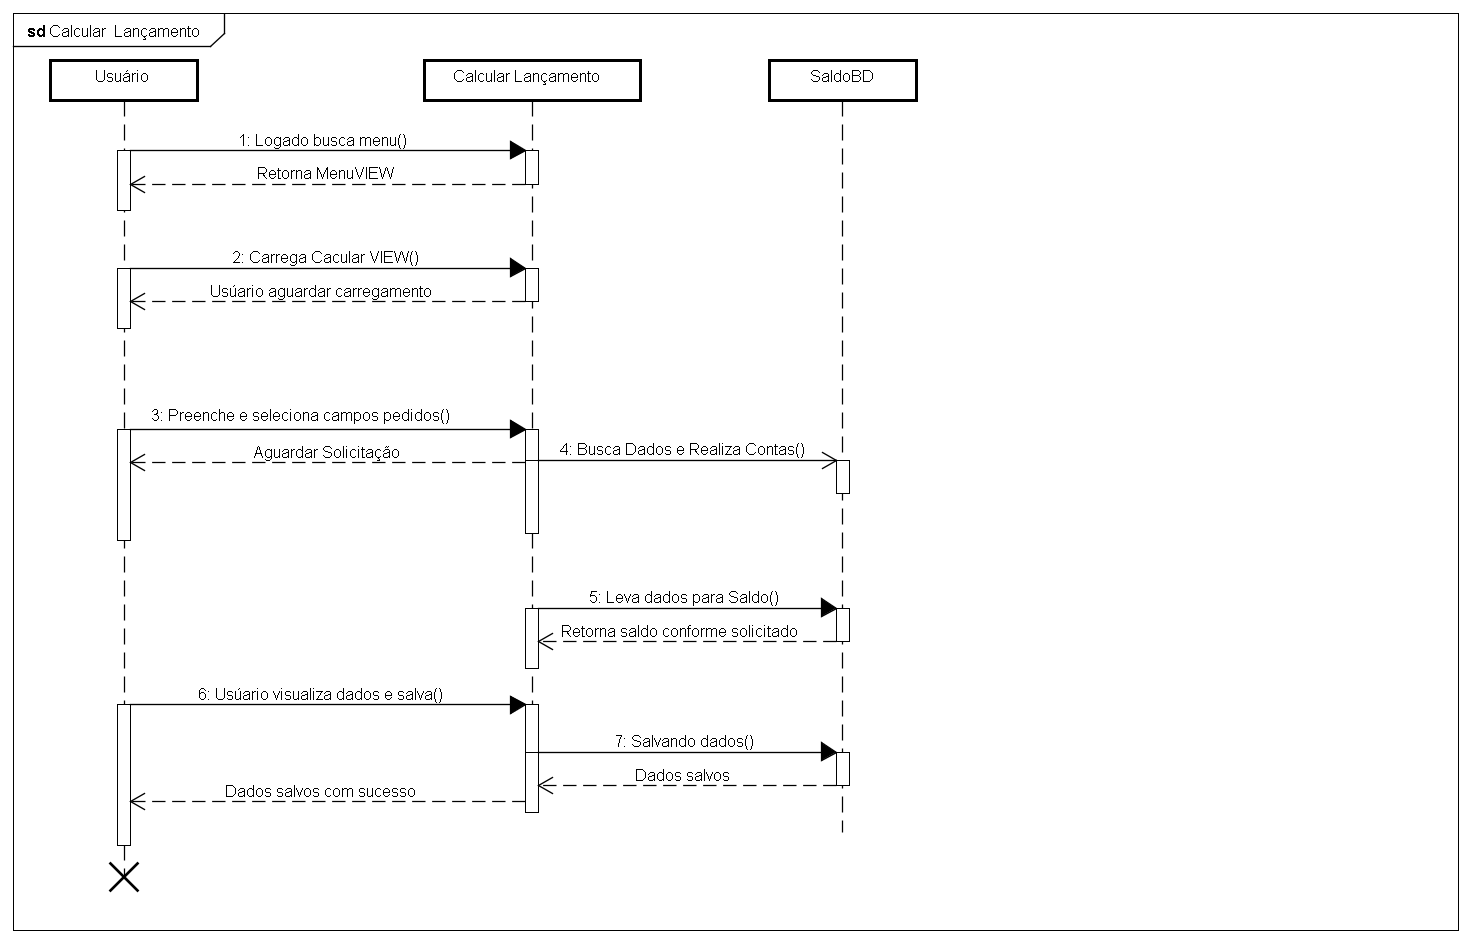 sd Calcular Lançamento
Usuário
Calcular Lançamento
SaldoBD
1: Logado busca menu()
Retorna MenuVIEW
2: Carrega Cacular VIEW()
Usúario aguardar carregamento
3: Preenche e seleciona campos pedidos()
Aguardar Solicitação
4: Busca Dados e Realiza Contas()
5: Leva dados para Saldo()
Retorna saldo conforme solicitado
6: Usúario visualiza dados e salva()
7: Salvando dados()
Dados salvos
Dados salvos com sucesso